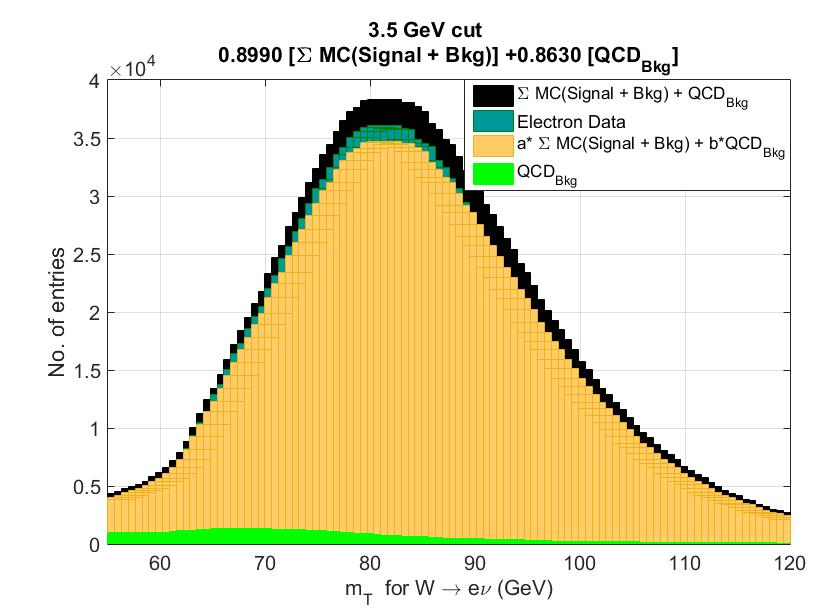 3.5 GeV cut
0.8990 [Σ MC(Signal + Bkg)] +0.8630 [QCD_Bkg]
×10^4
4
3.5
3
2.5
2
1.5
1
0.5
0
No. of entries
Σ MC(Signal + Bkg) + QCD_Bkg
Electron Data
a* Σ MC(Signal + Bkg) + b*QCD_Bkg
QCD_Bkg
60 70 80 90 100 110 120
m_T for W → eν (GeV)